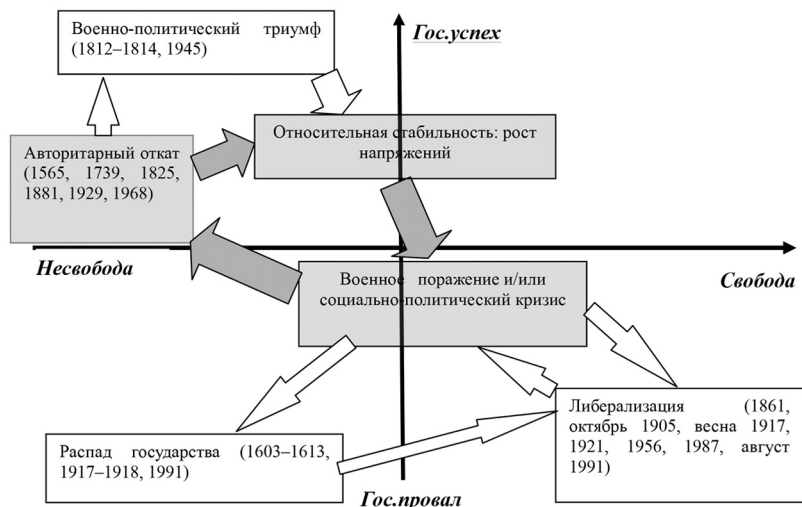 Военно-политический триумф
(1812–1814, 1945)
Гос.успех
Относительная стабильность: рост
напряжений
Авторитарный откат
(1565, 1739, 1825,
1881, 1929, 1968)
Несвобода
Свобода
Военное поражение и/или
социально-политический кризис
Либерализация (1861,
октябрь 1905, весна 1917,
1921, 1956, 1987, август
1991)
Распад государства (1603–1613,
1917–1918, 1991)
Гос.провал